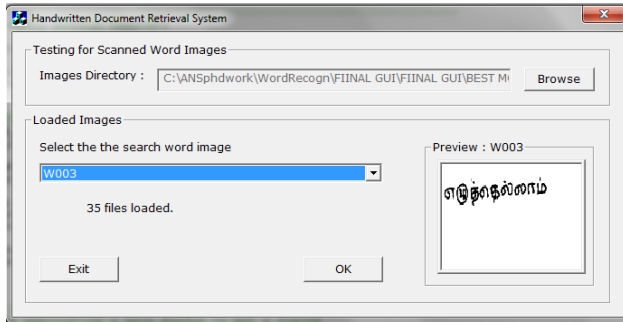 Handwritten Document Retrieval System
Testing for Scanned Word Images
Images Directory :
C:\ANSphdwork\WordRecogn\FIINAL GUI\FIINAL GUI\BEST M
Browse
Loaded Images
Select the the search word image
Preview : W003
W003
எழுத்தெல்லாம்
35 files loaded.
Exit
OK